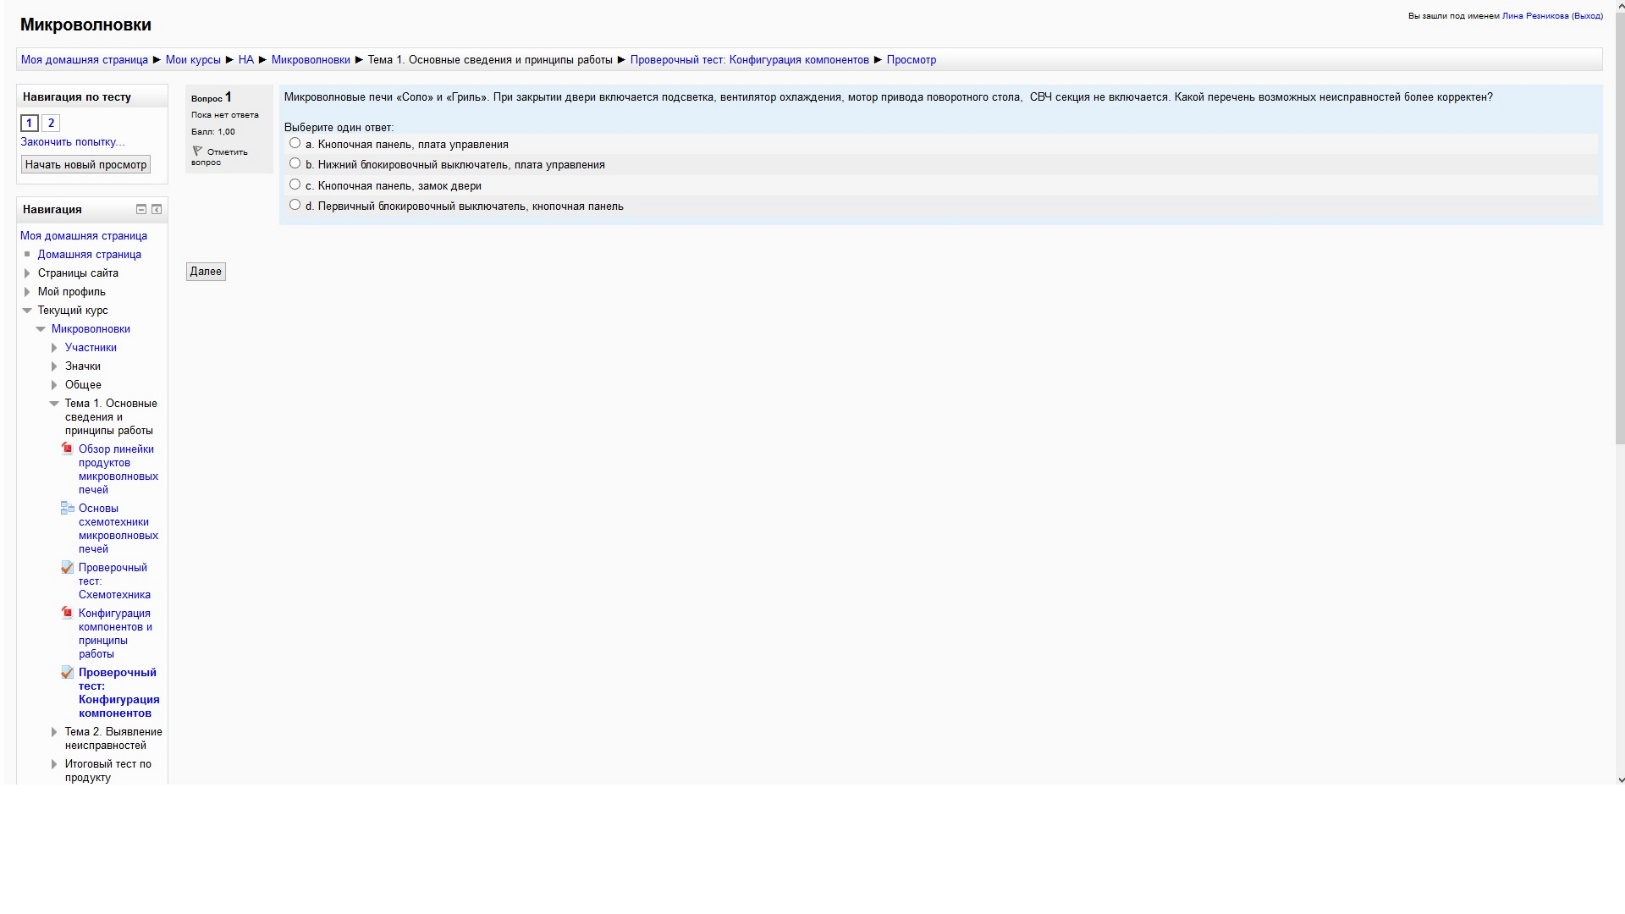 Микроволновки
Вы зашли под именем Лина Резникова (Выход)
Моя домашняя страница ► Мои курсы ► НА ► Микроволновки ► Тема 1. Основные сведения и принципы работы ► Проверочный тест: Конфигурация компонентов ► Просмотр
Навигация по тесту
1 2
Закончить попытку...
Начать новый просмотр
Навигация
Моя домашняя страница
Домашняя страница
Страницы сайта
Мой профиль
Текущий курс
Микроволновки
Участники
Значки
Общее
Тема 1. Основные
сведения и
принципы работы
Обзор линейки
продуктов
микроволновых
печей
Основы
схемотехники
микроволновых
печей
Проверочный
тест:
Схемотехника
Конфигурация
компонентов и
принципы
работы
Проверочный
тест:
Конфигурация
компонентов
Тема 2. Выявление
неисправностей
Итоговый тест по
продукту
Вопрос 1
Пока нет ответа
Балл: 1,00
Отметить
вопрос
Микроволновые печи «Соло» и «Гриль». При закрытии двери включается подсветка, вентилятор охлаждения, мотор привода поворотного стола, СВЧ секция не включается. Какой перечень возможных неисправностей более корректен?
Выберите один ответ:
a. Кнопочная панель, плата управления
b. Нижний блокировочный выключатель, плата управления
c. Кнопочная панель, замок двери
d. Первичный блокировочный выключатель, кнопочная панель
Далее